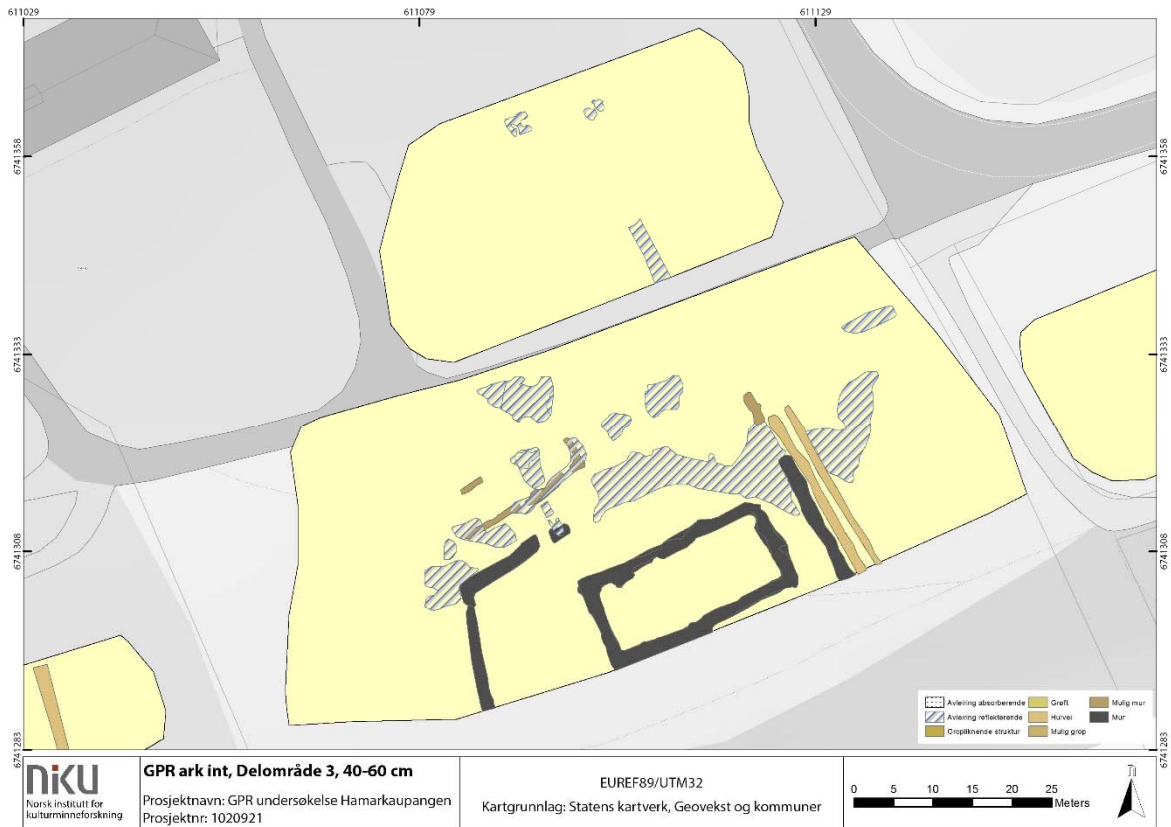 611029
611079
611129
6741358
6741358
6741333
6741333
6741308
6741308
6741283
6741283
Avleiring absorberende
Grøft
Mulig mur
Avleiring reflekterende
Hulvei
Mur
Gropliknende struktur
Mulig grop
niku
Norsk institutt for
kulturminneforskning
GPR ark int, Delområde 3, 40-60 cm
Prosjektnavn: GPR undersøkelse Hamarkaupangen
Prosjektnr: 1020921
EUREF89/UTM32
Kartgrunnlag: Statens kartverk, Geovekst og kommuner
0 5 10 15 20 25
Meters
n